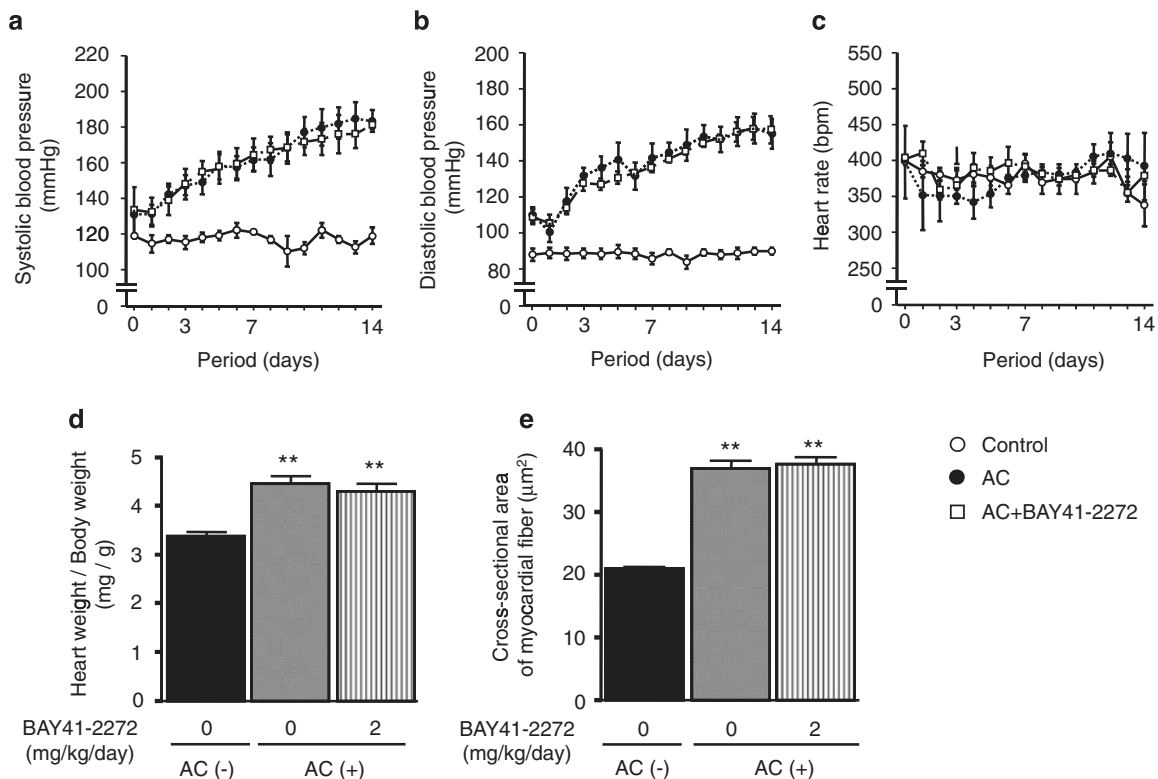 a
Systolic blood pressure
(mmHg)
220
200
180
160
140
120
100
0
0 3 7 14
Period (days)
b
Diastolic blood pressure
(mmHg)
200
180
160
140
120
100
80
0
0 3 7 14
Period (days)
c
Heart rate (bpm)
550
500
450
400
350
300
250
0
0 3 7 14
Period (days)
d
Heart weight / Body weight
(mg / g)
5
4
3
2
1
0
** **
BAY41-2272 0 0 2
(mg/kg/day)
AC (-) AC (+)
e
Cross-sectional area
of myocardial fiber (μm²)
40
30
20
10
0
** **
BAY41-2272 0 0 2
(mg/kg/day)
AC (-) AC (+)
Control
AC
AC+BAY41-2272